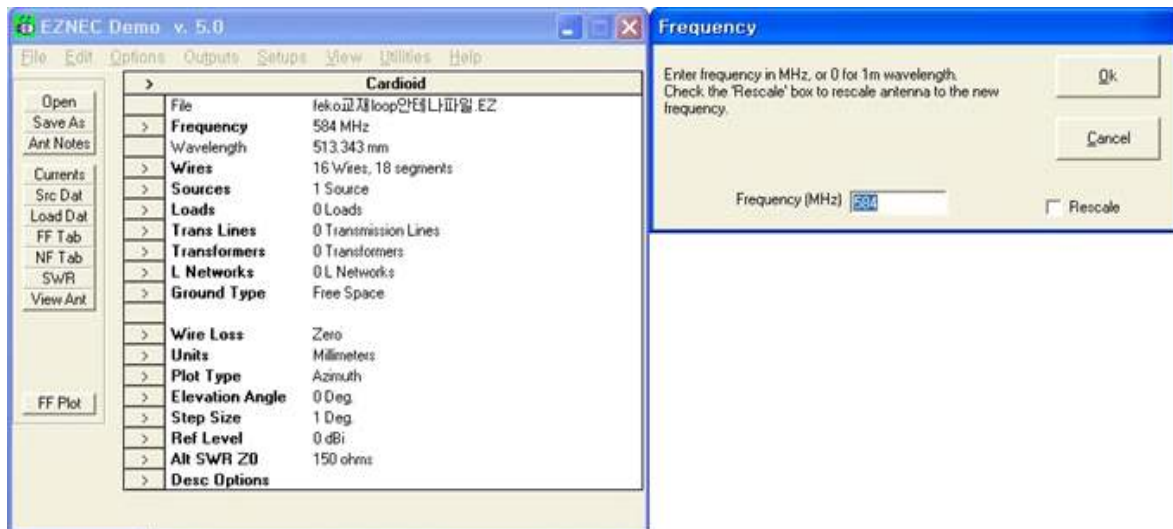 EZNEC Demo v. 5.0
File Edit Options Outputs Setups View Utilities Help
Open
Save As
Ant Notes
Currents
Src Dat
Load Dat
FF Tab
NF Tab
SWR
View Ant
FF Plot
> Cardioid
File feko교재loop안테나파일.EZ
> Frequency 584 MHz
Wavelength 513.343 mm
> Wires 16 Wires, 18 segments
> Sources 1 Source
> Loads 0 Loads
> Trans Lines 0 Transmission Lines
> Transformers 0 Transformers
> L Networks 0 L Networks
> Ground Type Free Space
> Wire Loss Zero
> Units Millimeters
> Plot Type Azimuth
> Elevation Angle 0 Deg.
> Step Size 1 Deg.
> Ref Level 0 dBi
> Alt SWR Z0 150 ohms
> Desc Options
Frequency
Enter frequency in MHz, or 0 for 1m wavelength.
Check the 'Rescale' box to rescale antenna to the new
frequency.
Ok
Cancel
Frequency (MHz) 584
Rescale